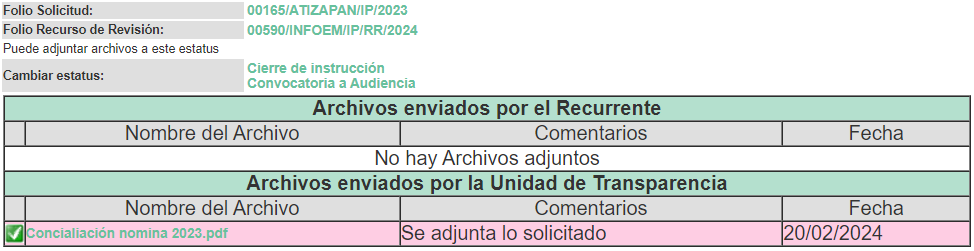 Folio Solicitud: 00165/ATIZAPAN/IP/2023
Folio Recurso de Revisión: 00590/INFOEM/IP/RR/2024
Puede adjuntar archivos a este estatus
Cambiar estatus: Cierre de instrucción
Convocatoria a Audiencia
Archivos enviados por el Recurrente
Nombre del Archivo Comentarios Fecha
No hay Archivos adjuntos
Archivos enviados por la Unidad de Transparencia
Nombre del Archivo Comentarios Fecha
Concialiación nomina 2023.pdf Se adjunta lo solicitado 20/02/2024